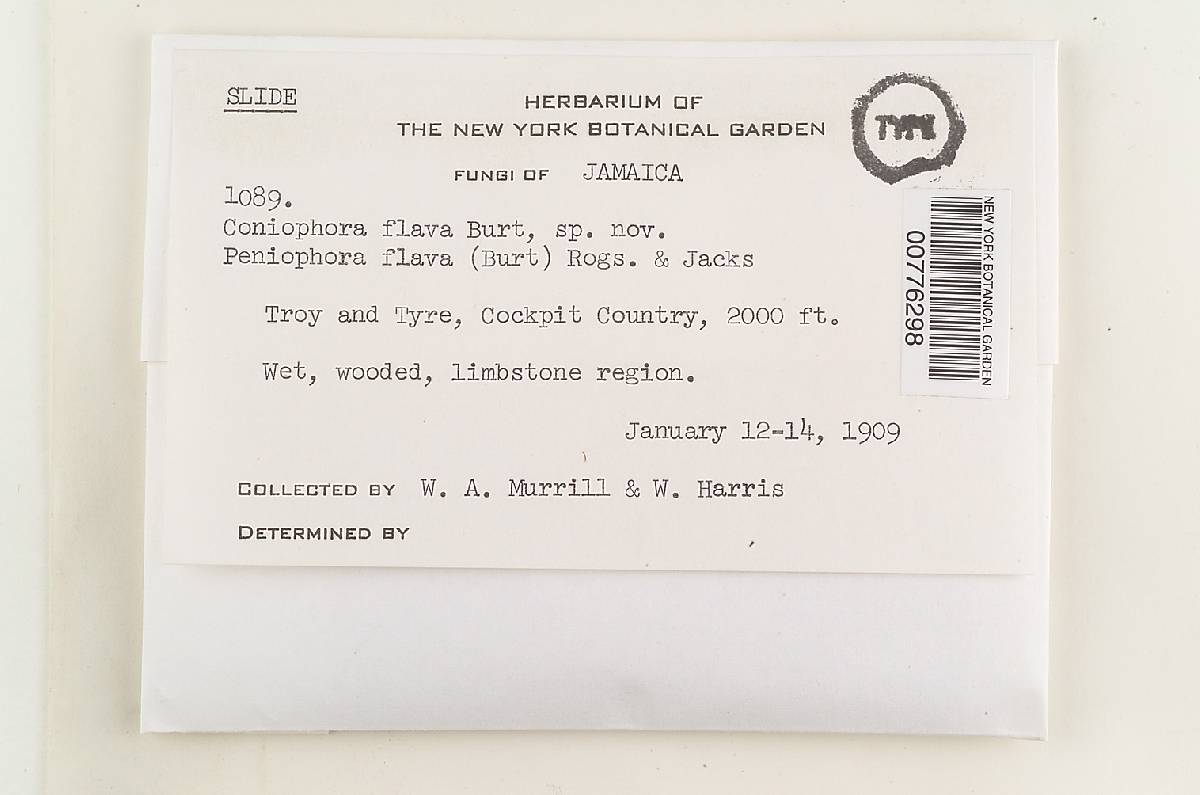 SLIDE
HERBARIUM OF
THE NEW YORK BOTANICAL GARDEN
TYPE
FUNGI OF JAMAICA
1089.
Coniophora flava Burt, sp. nov.
Peniophora flava (Burt) Rogs. & Jacks
Troy and Tyre, Cockpit Country, 2000 ft.
Wet, wooded, limbstone region.
January 12-14, 1909
COLLECTED BY W. A. Murrill & W. Harris
DETERMINED BY
NEW YORK BOTANICAL GARDEN
00776298